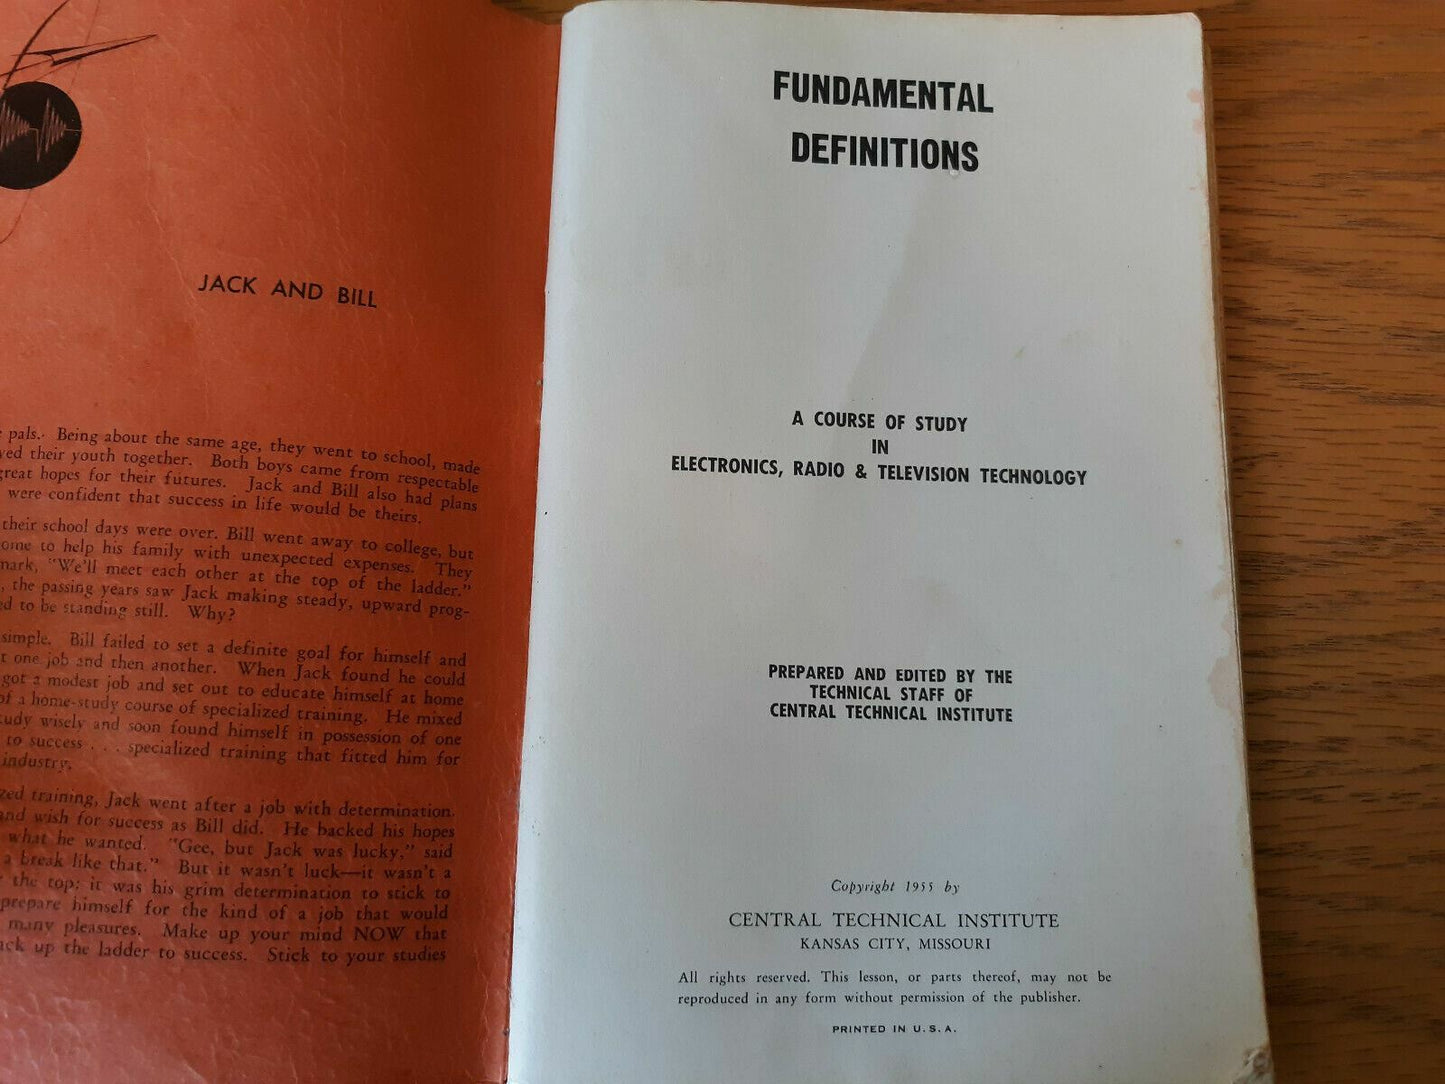 JACK AND BILL
pals. Being about the same age, they went to school, made
their youth together. Both boys came from respectable
great hopes for their futures. Jack and Bill also had plans
were confident that success in life would be theirs.
their school days were over. Bill went away to college, but
to help his family with unexpected expenses. They
"We'll meet each other at the top of the ladder."
, the passing years saw Jack making steady, upward prog-
to be standing still. Why?
simple. Bill failed to set a definite goal for himself and
one job and then another. When Jack found he could
got a modest job and set out to educate himself at home
of a home-study course of specialized training. He mixed
wisely and soon found himself in possession of one
to success . . . specialized training that fitted him for
industry.
training, Jack went after a job with determination.
and wish for success as Bill did. He backed his hopes
what he wanted. "Gee, but Jack was lucky," said
a break like that." But it wasn't luck—it wasn't a
the top; it was his grim determination to stick to
prepare himself for the kind of a job that would
many pleasures. Make up your mind NOW that
up the ladder to success. Stick to your studies
FUNDAMENTAL
DEFINITIONS
A COURSE OF STUDY
IN
ELECTRONICS, RADIO & TELEVISION TECHNOLOGY
PREPARED AND EDITED BY THE
TECHNICAL STAFF OF
CENTRAL TECHNICAL INSTITUTE
Copyright 1955 by
CENTRAL TECHNICAL INSTITUTE
KANSAS CITY, MISSOURI
All rights reserved. This lesson, or parts thereof, may not be
reproduced in any form without permission of the publisher.
PRINTED IN U. S. A.